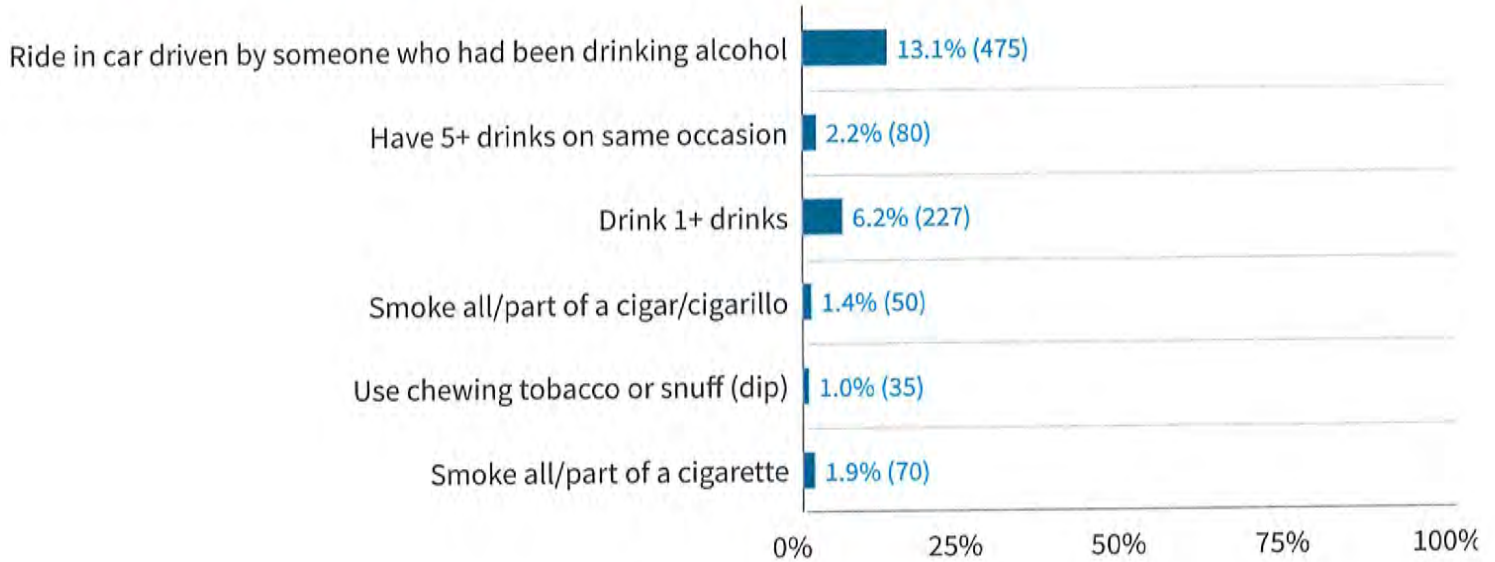 Ride in car driven by someone who had been drinking alcohol 13.1% (475)
Have 5+ drinks on same occasion 2.2% (80)
Drink 1+ drinks 6.2% (227)
Smoke all/part of a cigar/cigarillo 1.4% (50)
Use chewing tobacco or snuff (dip) 1.0% (35)
Smoke all/part of a cigarette 1.9% (70)
0% 25% 50% 75% 100%